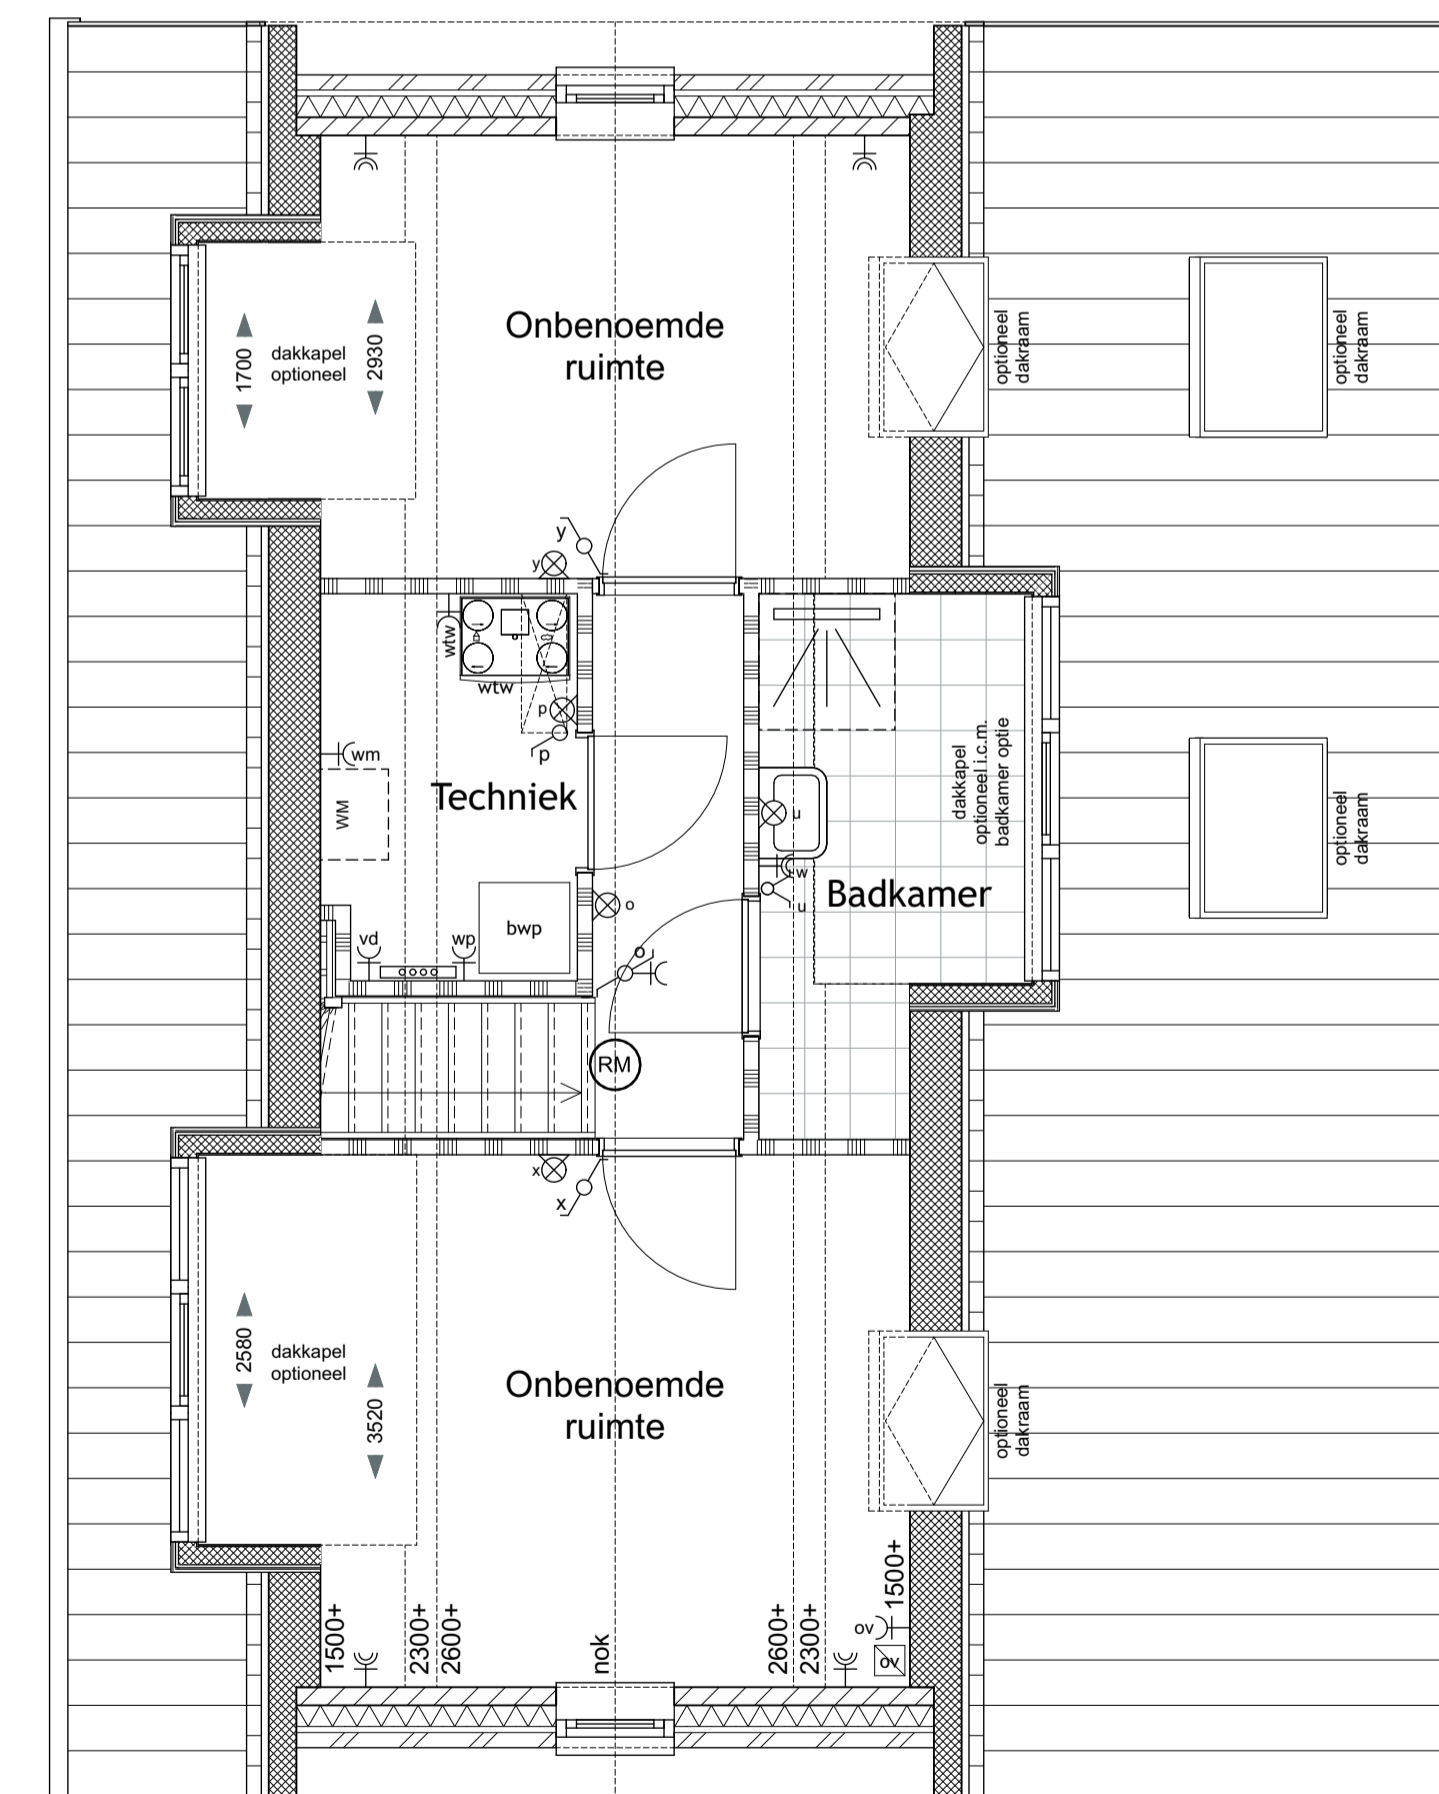 Onbenoemde
ruimte
1700
dakkapel
optioneel
2930
optioneel
dakraam
optioneel
dakraam
y
y
wtw
wtw
p
p
wm
WM
Techniek
dakkapel
optioneel i.c.m.
badkamer optie
optioneel
dakraam
u
w
u
Badkamer
o
o
vd
wp
bwp
RM
x
x
2580
dakkapel
optioneel
3520
Onbenoemde
ruimte
optioneel
dakraam
1500+
2300+
2600+
nok
2600+
2300+
1500+
ov
ov